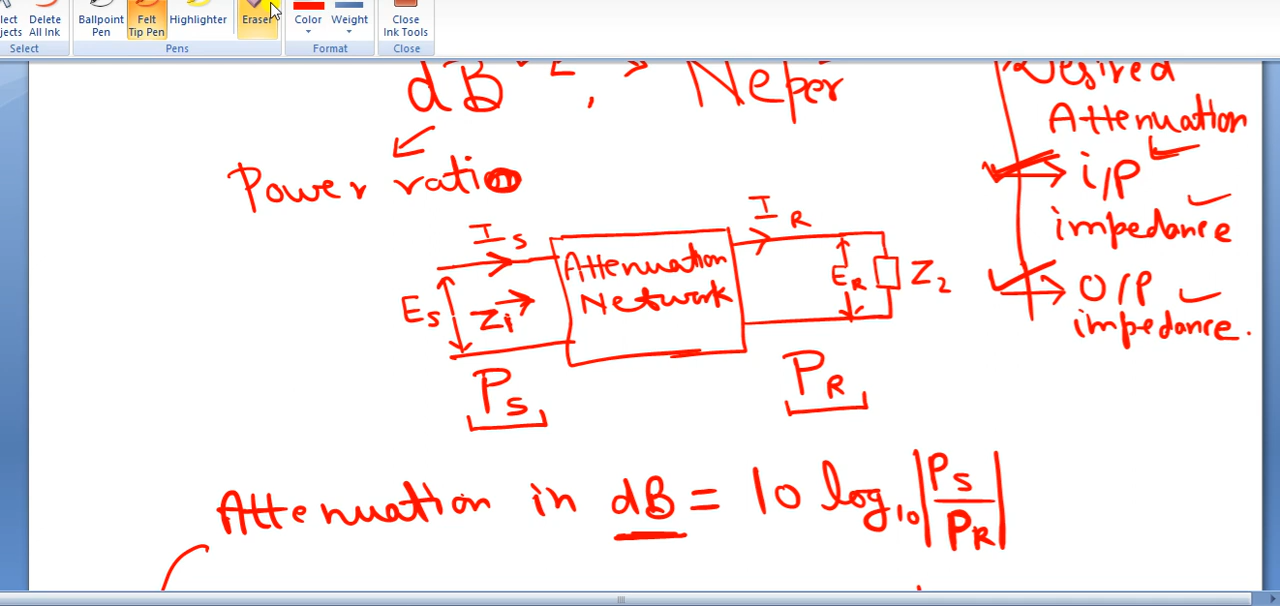 lect
Delete
Ballpoint
Felt
Highlighter
Eraser
Color
Weight
Close
jects
All Ink
Pen
Tip Pen
Ink Tools
Select
Pens
Format
Close
dB , Neper
Desired
Attenuation
Power ratio
i/P
impedance
O/P
impedance.
Is
IR
Attenuation
Network
Es
Zi
ER
Z2
Ps
PR
Attenuation in dB = 10 log10 |Ps/PR|